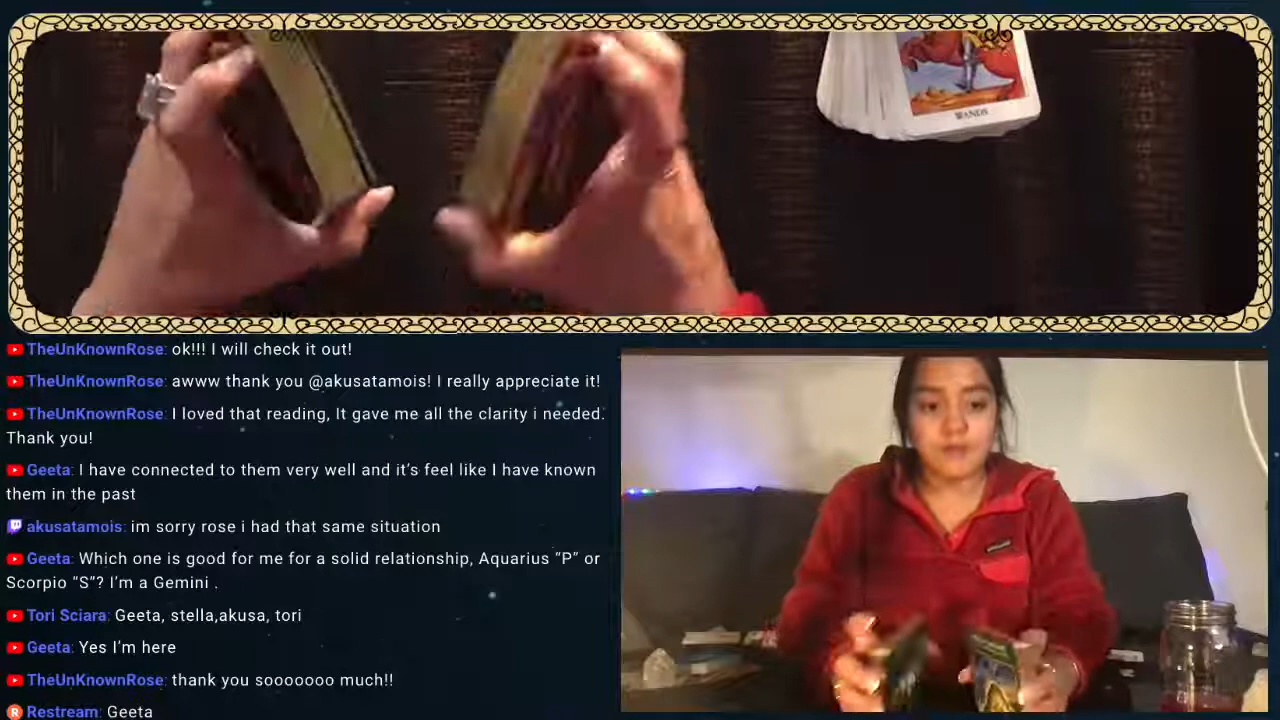 WANDS
TheUnKnownRose: ok!!! I will check it out!
TheUnKnownRose: awww thank you @akusatamois! I really appreciate it!
TheUnKnownRose: I loved that reading, It gave me all the clarity i needed.
Thank you!
Geeta: I have connected to them very well and it’s feel like I have known
them in the past
akusatamois: im sorry rose i had that same situation
Geeta: Which one is good for me for a solid relationship, Aquarius “P” or
Scorpio “S”? I’m a Gemini .
Tori Sciara: Geeta, stella,akusa, tori
Geeta: Yes I’m here
TheUnKnownRose: thank you sooooooo much!!
Restream: Geeta